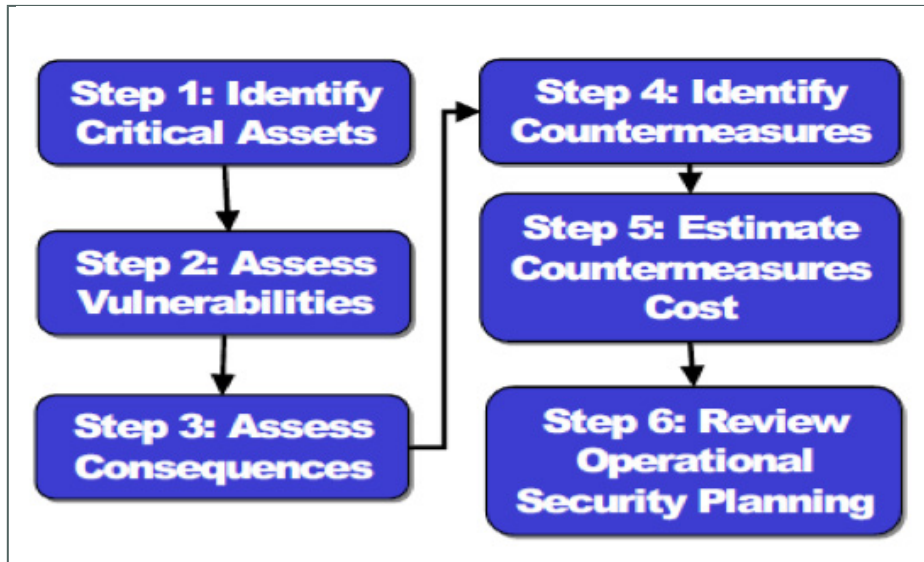 Step 1: Identify
Critical Assets
Step 2: Assess
Vulnerabilities
Step 3: Assess
Consequences
Step 4: Identify
Countermeasures
Step 5: Estimate
Countermeasures
Cost
Step 6: Review
Operational
Security Planning